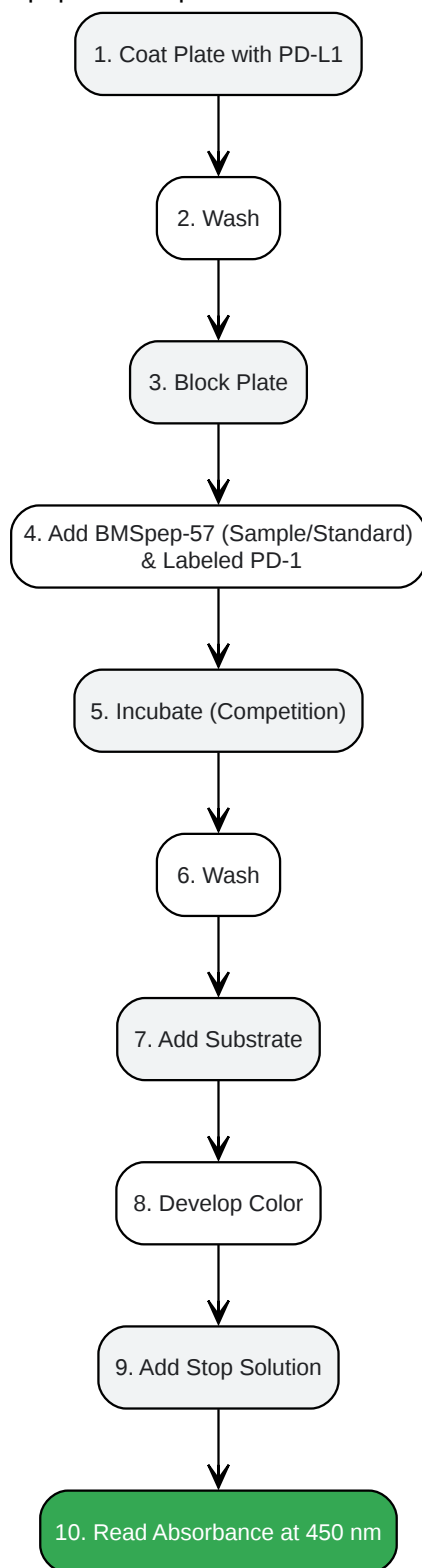 1. Coat Plate with PD-L1
2. Wash
3. Block Plate
4. Add BMSpep-57 (Sample/Standard)
& Labeled PD-1
5. Incubate (Competition)
6. Wash
7. Add Substrate
8. Develop Color
9. Add Stop Solution
10. Read Absorbance at 450 nm